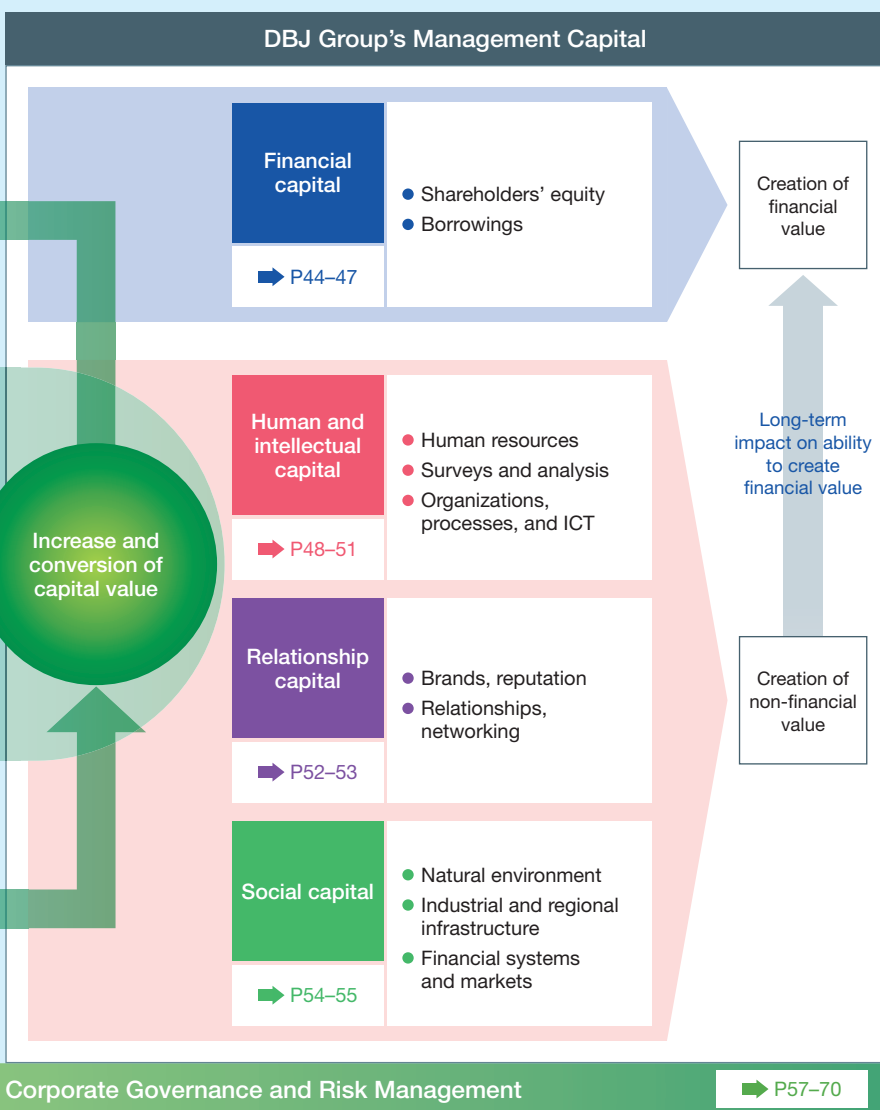 DBJ Group’s Management Capital
Financial
capital
P44–47
● Shareholders’ equity
● Borrowings
Creation of
financial
value
Long-term
impact on ability
to create
financial value
Creation of
non-financial
value
Increase and
conversion of
capital value
Human and
intellectual
capital
P48–51
● Human resources
● Surveys and analysis
● Organizations,
processes, and ICT
Relationship
capital
P52–53
● Brands, reputation
● Relationships,
networking
Social capital
P54–55
● Natural environment
● Industrial and regional
infrastructure
● Financial systems
and markets
Corporate Governance and Risk Management
P57–70